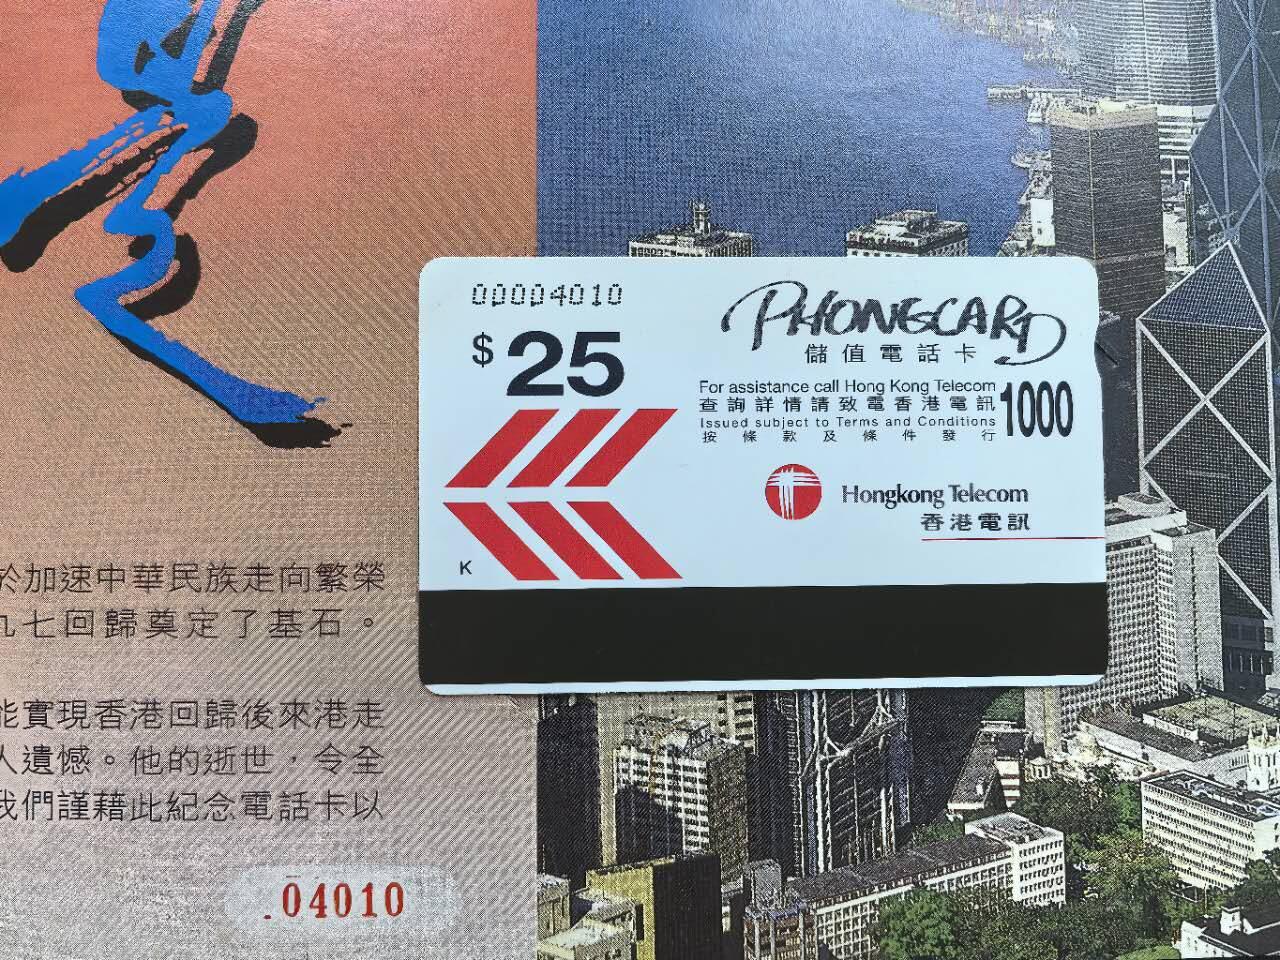 於加速中華民族走向繁榮
九七回歸奠定了基石。
能實現香港回歸後來港走
人遺憾。他的逝世，令全
我們謹藉此紀念電話卡以
04010
00004010
$25
K
PHONECARD
儲值電話卡
For assistance call Hong Kong Telecom
查詢詳情請致電香港電訊 1000
Issued subject to Terms and Conditions
按條款及條件發行
Hongkong Telecom
香港電訊